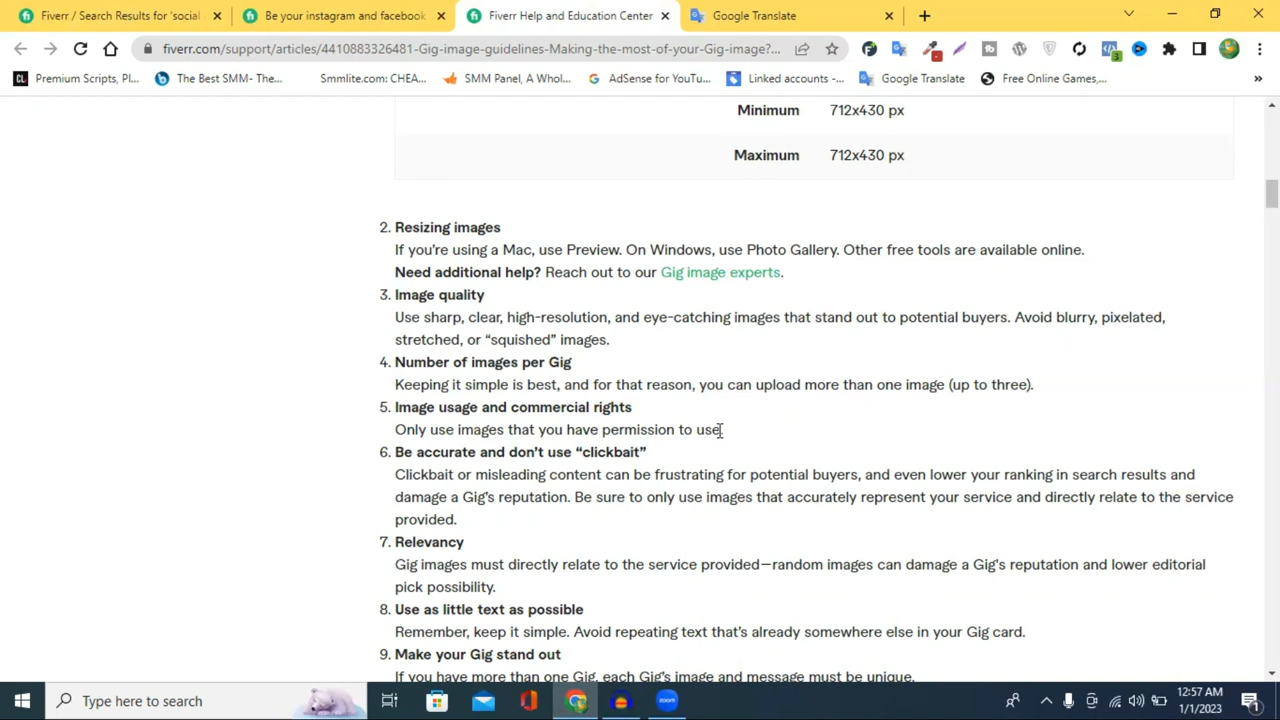 Fiverr / Search Results for 'social
Be your instagram and facebook
Fiverr Help and Education Center
Google Translate
fiverr.com/support/articles/4410883326481-Gig-image-guidelines-Making-the-most-of-your-Gig-image?...
Premium Scripts, Pl...
The Best SMM- The...
Smmlite.com: CHEA...
SMM Panel, A Whol...
AdSense for YouTu...
Linked accounts -...
Google Translate
Free Online Games,...
Minimum 712x430 px
Maximum 712x430 px
2. Resizing images
If you're using a Mac, use Preview. On Windows, use Photo Gallery. Other free tools are available online.
Need additional help? Reach out to our Gig image experts.
3. Image quality
Use sharp, clear, high-resolution, and eye-catching images that stand out to potential buyers. Avoid blurry, pixelated,
stretched, or “squished” images.
4. Number of images per Gig
Keeping it simple is best, and for that reason, you can upload more than one image (up to three).
5. Image usage and commercial rights
Only use images that you have permission to use.
6. Be accurate and don't use “clickbait”
Clickbait or misleading content can be frustrating for potential buyers, and even lower your ranking in search results and
damage a Gig's reputation. Be sure to only use images that accurately represent your service and directly relate to the service
provided.
7. Relevancy
Gig images must directly relate to the service provided—random images can damage a Gig's reputation and lower editorial
pick possibility.
8. Use as little text as possible
Remember, keep it simple. Avoid repeating text that's already somewhere else in your Gig card.
9. Make your Gig stand out
If you have more than one Gig, each Gig's image and message must be unique.
Type here to search
zoom
12:57 AM
1/1/2023